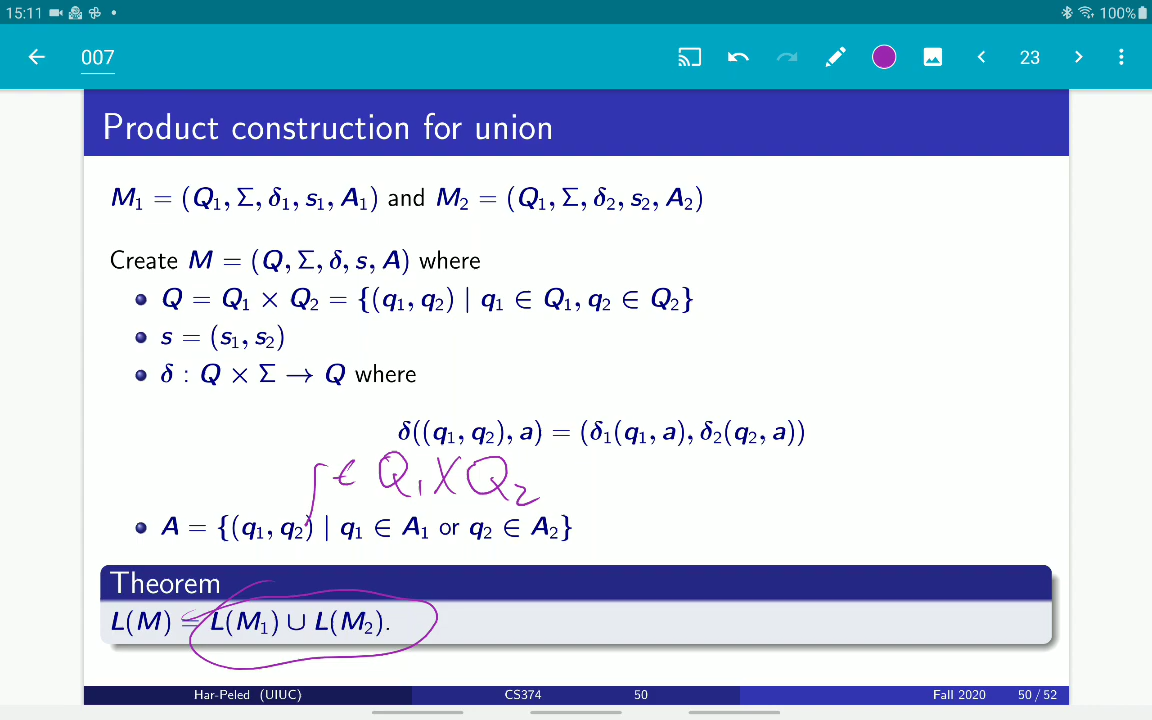 15:11 100%
007 23
Product construction for union
M₁ = (Q₁, Σ, δ₁, s₁, A₁) and M₂ = (Q₁, Σ, δ₂, s₂, A₂)
Create M = (Q, Σ, δ, s, A) where
Q = Q₁ × Q₂ = {(q₁, q₂) | q₁ ∈ Q₁, q₂ ∈ Q₂}
s = (s₁, s₂)
δ : Q × Σ → Q where
δ((q₁, q₂), a) = (δ₁(q₁, a), δ₂(q₂, a))
∈ Q₁ X Q₂
A = {(q₁, q₂) | q₁ ∈ A₁ or q₂ ∈ A₂}
Theorem
L(M) = L(M₁) ∪ L(M₂).
Har-Peled (UIUC) CS374 50 Fall 2020 50 / 52